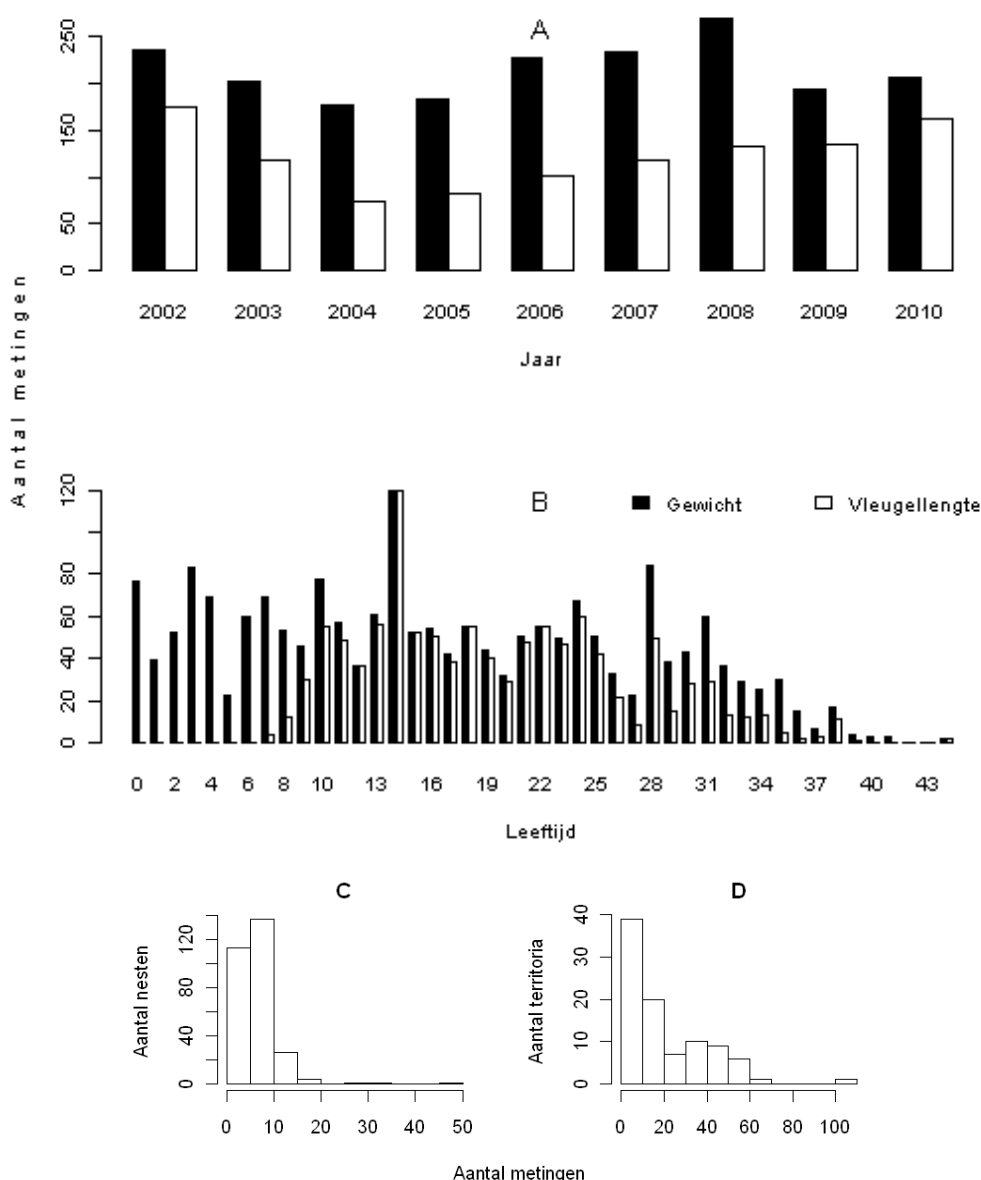 A
250
150
50
0
2002 2003 2004 2005 2006 2007 2008 2009 2010
Jaar
Aantal metingen
B
Gewicht Vleugellengte
120
80
60
40
20
0
0 2 4 6 8 10 13 16 19 22 25 28 31 34 37 40 43
Leeftijd
C
Aantal nesten
120
80
40
0
0 10 20 30 40 50
D
Aantal territoria
40
30
20
10
0
0 20 40 60 80 100
Aantal metingen